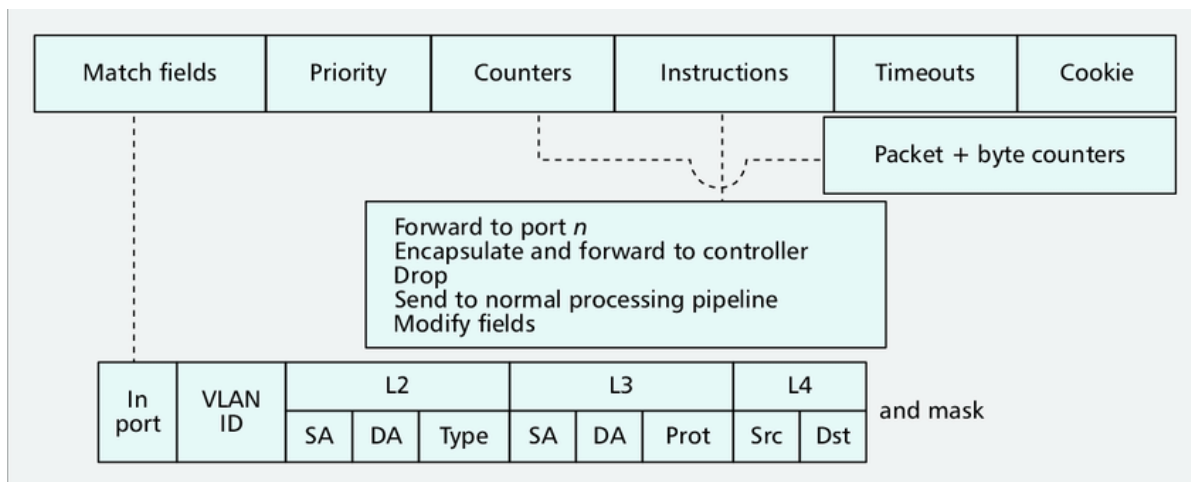 Match fields Priority Counters Instructions Timeouts Cookie
Packet + byte counters
Forward to port n
Encapsulate and forward to controller
Drop
Send to normal processing pipeline
Modify fields
In port VLAN ID L2 L3 L4
SA DA Type SA DA Prot Src Dst
and mask